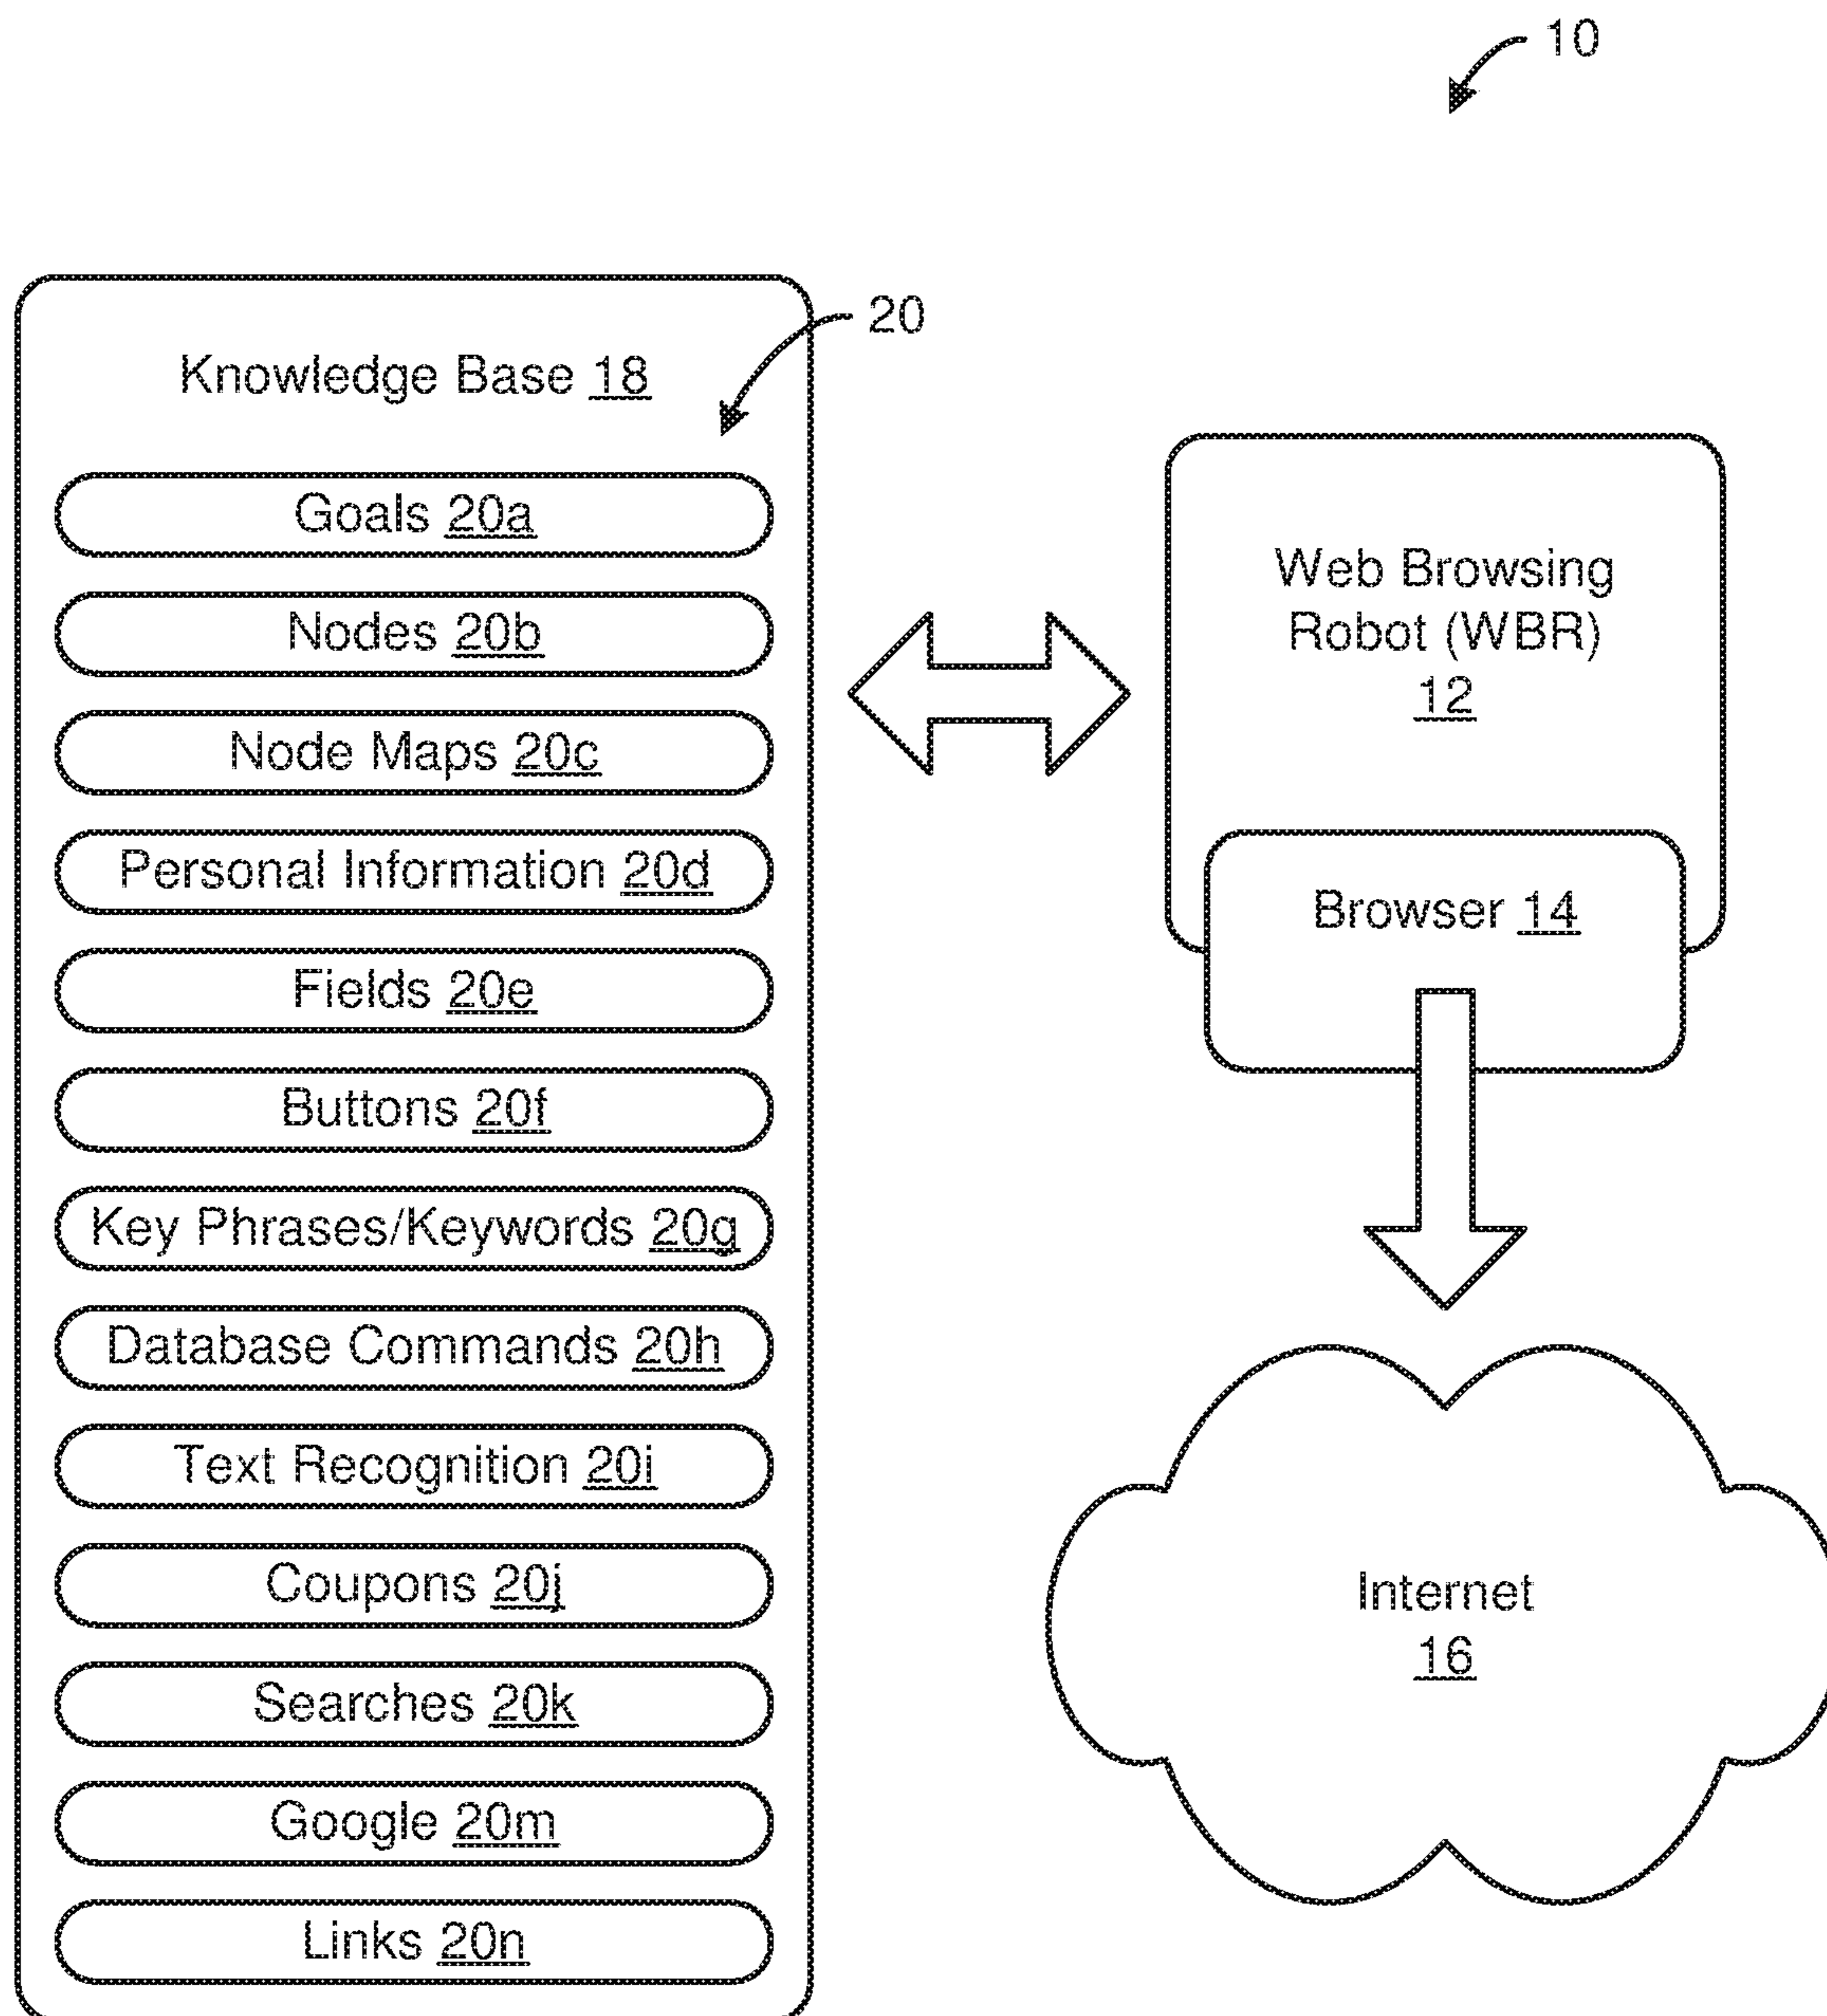 10
20
Knowledge Base 18
Goals 20a
Nodes 20b
Node Maps 20c
Personal Information 20d
Fields 20e
Buttons 20f
Key Phrases/Keywords 20g
Database Commands 20h
Text Recognition 20i
Coupons 20j
Searches 20k
Google 20m
Links 20n
Web Browsing
Robot (WBR)
12
Browser 14
Internet
16